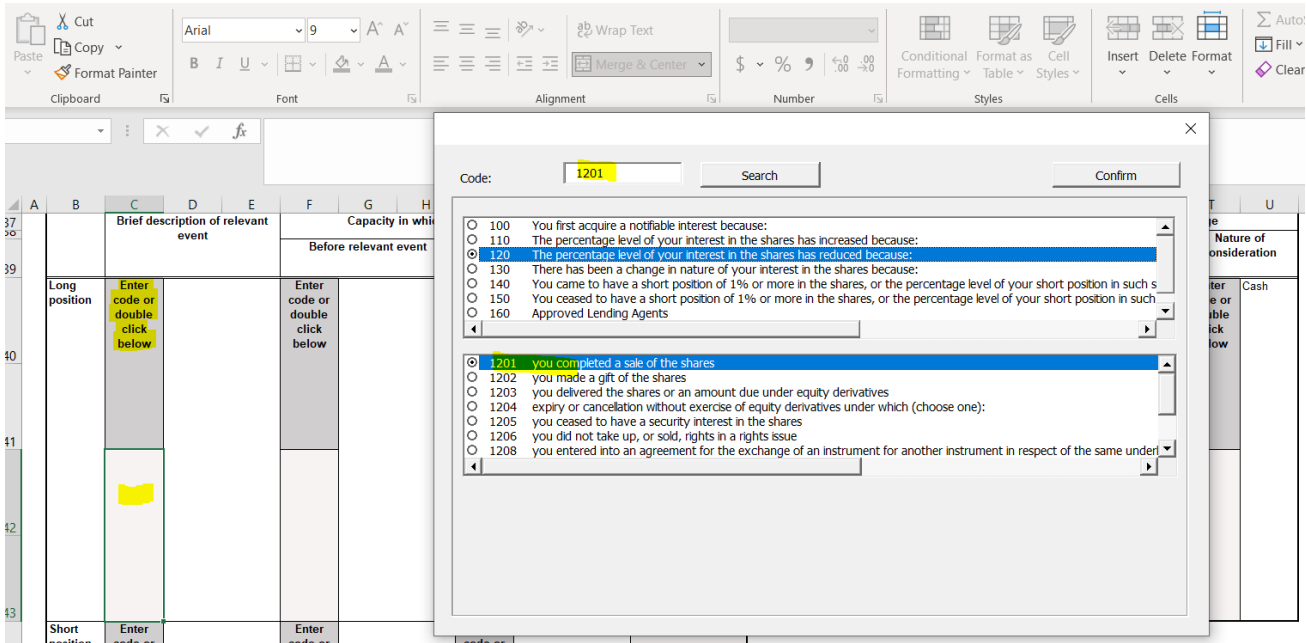 Cut
Copy
Paste
Format Painter
Clipboard
Arial
9
B I U
A
Font
ab Wrap Text
Merge & Center
Alignment
$ % 9
Number
Conditional Formatting
Format as Table
Cell Styles
Styles
Insert Delete Format
Cells
Fill
Clear
fx
Code:
1201
Search
Confirm
A B C D E F G H T U
37
38
Brief description of relevant
event
Before relevant event
Nature of
100 You first acquire a notifiable interest because:
110 The percentage level of your interest in the shares has increased because:
120 The percentage level of your interest in the shares has reduced because:
130 There has been a change in nature of your interest in the shares because:
140 You came to have a short position of 1% or more in the shares, or the percentage level of your short position in such s
150 You ceased to have a short position of 1% or more in the shares, or the percentage level of your short position in such
160 Approved Lending Agents
39
Long
position
Enter
code or
double
click
below
Enter
code or
double
click
below
Cash
40
1201 you completed a sale of the shares
1202 you made a gift of the shares
1203 you delivered the shares or an amount due under equity derivatives
1204 expiry or cancellation without exercise of equity derivatives under which (choose one):
1205 you ceased to have a security interest in the shares
1206 you did not take up, or sold, rights in a rights issue
1208 you entered into an agreement for the exchange of an instrument for another instrument in respect of the same underl
41
42
43
Short
position
Enter
code or
Enter
code or
code or